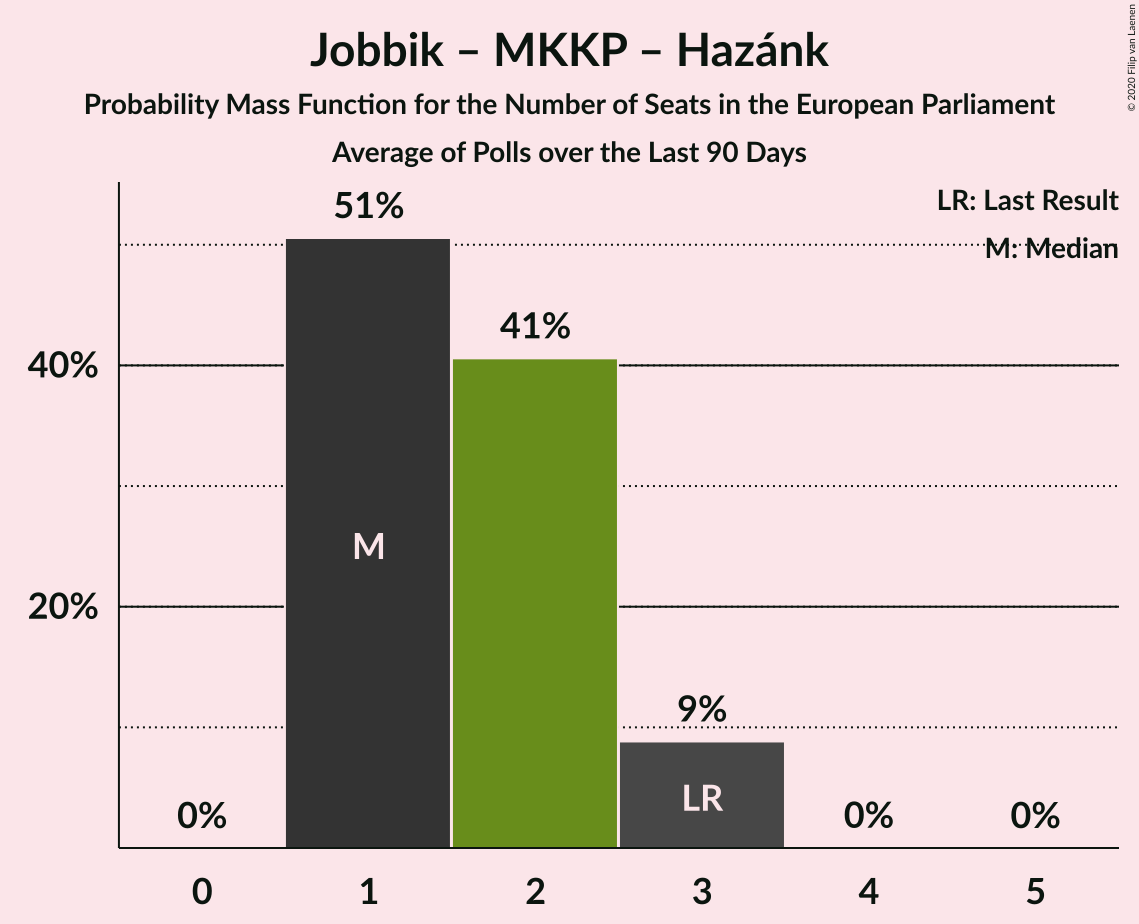 Jobbik – MKKP – Hazánk
Probability Mass Function for the Number of Seats in the European Parliament
Average of Polls over the Last 90 Days
© 2020 Filip van Laenen
LR: Last Result
M: Median
51%
41%
40%
M
20%
9%
LR
0%
0%
0%
0
1
2
3
4
5